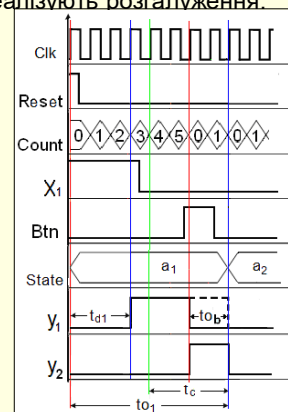 еалізують розгалуження.
Clk
Reset
Count 0 1 2 3 4 5 0 1 0 1
X1
Btn
State a1 a2
y1 td1 tob
y2 tc
to1